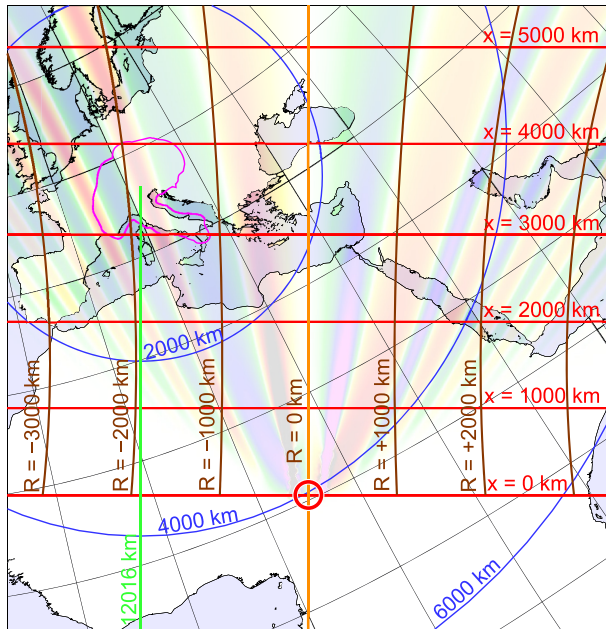 x = 5000 km
x = 4000 km
x = 3000 km
x = 2000 km
2000 km
x = 1000 km
R = −3000 km
R = −2000 km
R = −1000 km
R = 0 km
R = +1000 km
R = +2000 km
x = 0 km
4000 km
12016 km
6000 km